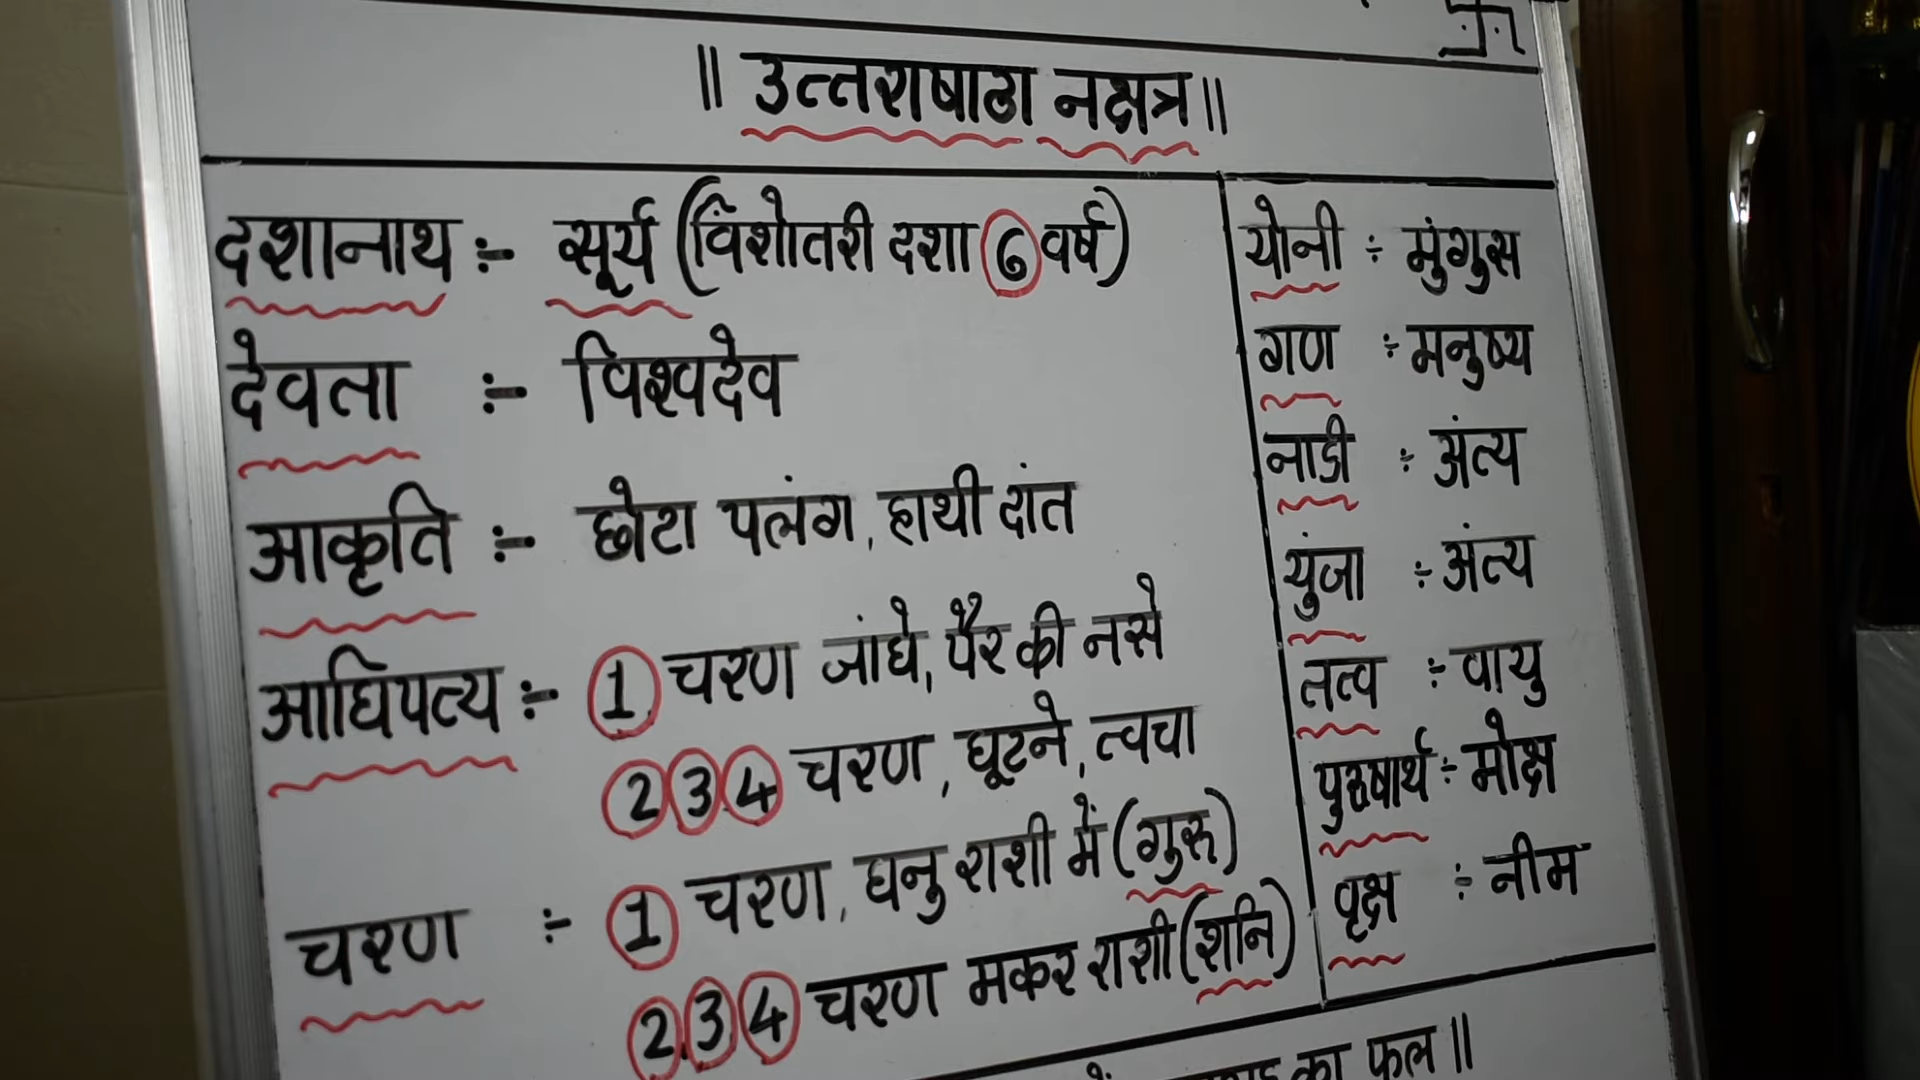 ॥ उत्तराषाढा नक्षत्र ॥
दशानाथ :- सूर्य (विंशोतरी दशा 6 वर्ष)
देवता :- विश्वदेव
आकृति :- छोटा पलंग, हाथी दांत
आधिपत्य :- 1 चरण जांघे, पैर की नसे
2 3 4 चरण, घूटने, त्वचा
चरण :- 1 चरण, धनु राशी में (गुरू)
2 3 4 चरण मकर राशी (शनि)
योनी ÷ मुंगुस
गण ÷ मनुष्य
नाडी ÷ अंत्य
युंजा ÷ अंत्य
तत्व ÷ वायु
पुरुषार्थ ÷ मोक्ष
वृक्ष ÷ नीम
का फल ॥